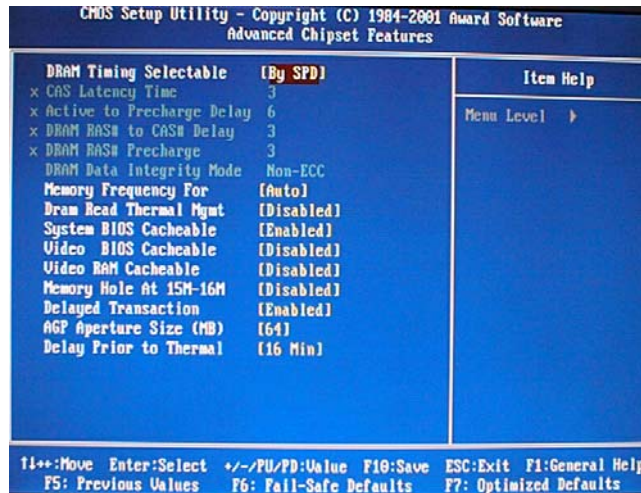 CMOS Setup Utility - Copyright (C) 1984-2001 Award Software
Advanced Chipset Features
DRAM Timing Selectable [By SPD]
x CAS Latency Time 3
x Active to Precharge Delay 6
x DRAM RAS# to CAS# Delay 3
x DRAM RAS# Precharge 3
DRAM Data Integrity Mode Non-ECC
Memory Frequency For [Auto]
Dram Read Thermal Mgmt [Disabled]
System BIOS Cacheable [Enabled]
Video BIOS Cacheable [Disabled]
Video RAM Cacheable [Disabled]
Memory Hole At 15M-16M [Disabled]
Delayed Transaction [Enabled]
AGP Aperture Size (MB) [64]
Delay Prior to Thermal [16 Min]
Item Help
Menu Level ▸
↑↓→←:Move Enter:Select +/-/PU/PD:Value F10:Save ESC:Exit F1:General Help
F5: Previous Values F6: Fail-Safe Defaults F7: Optimized Defaults